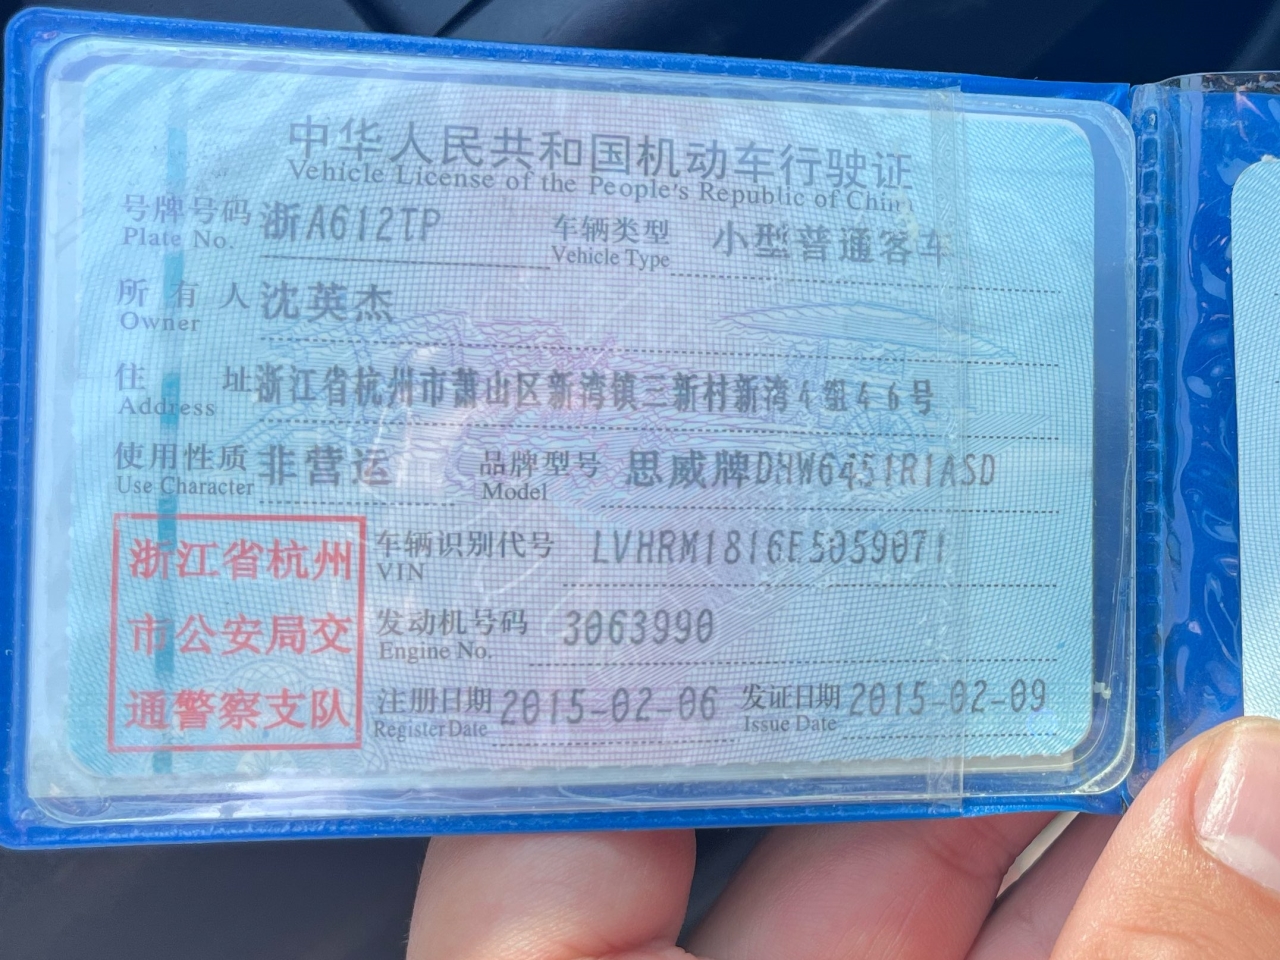 中华人民共和国机动车行驶证
Vehicle License of the People's Republic of China
号牌号码 浙A612TP 车辆类型 小型普通客车
Plate No. Vehicle Type
所有人 沈英杰
Owner
住址 浙江省杭州市萧山区新湾镇三新村新湾4组46号
Address
使用性质 非营运 品牌型号 思威牌DHW6451R1ASD
Use Character Model
浙江省杭州
市公安局交
通警察支队
车辆识别代号 LVHRM1816E5059071
VIN
发动机号码 3063990
Engine No.
注册日期 2015-02-06 发证日期 2015-02-09
Register Date Issue Date